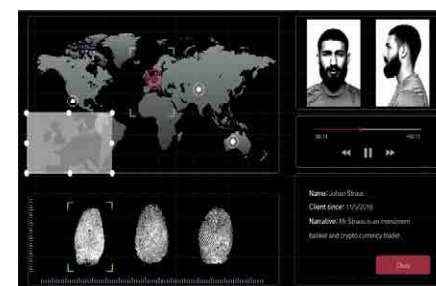 Name: Johan Straus
Client since: 11/5/2018
Narrative: Mr Straus is an investment
banker and crypto currency trader.
Okay